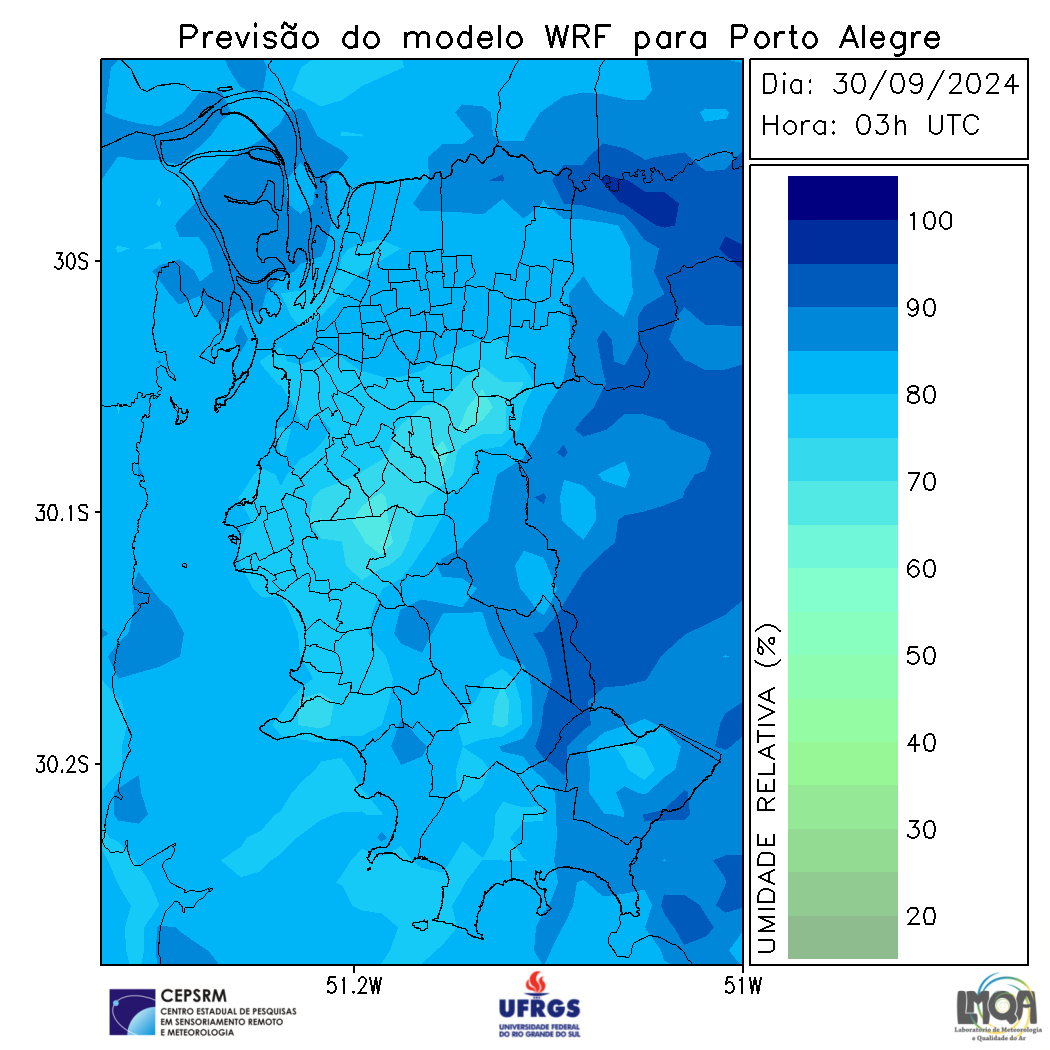 Previsão do modelo WRF para Porto Alegre
Dia: 30/09/2024
Hora: 03h UTC
30S
30.1S
30.2S
51.2W
51W
100
90
80
70
60
50
40
30
20
UMIDADE RELATIVA (%)
CEPSRM
CENTRO ESTADUAL DE PESQUISAS
EM SENSORIAMENTO REMOTO
E METEOROLOGIA
UFRGS
UNIVERSIDADE FEDERAL
DO RIO GRANDE DO SUL
LMQA
Laboratório de Meteorologia
e Qualidade do Ar